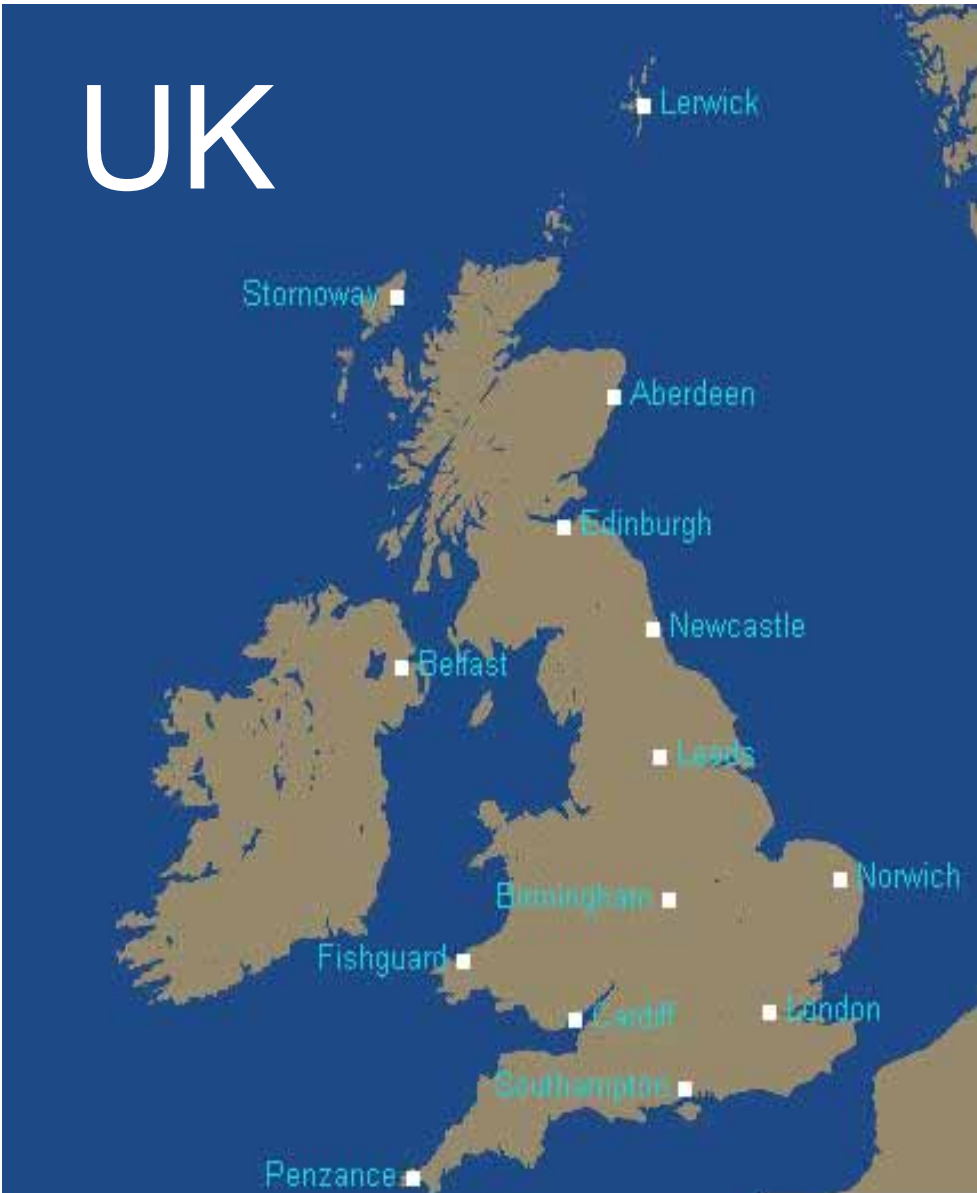 UK
Lerwick
Stornoway
Aberdeen
Edinburgh
Newcastle
Belfast
Leeds
Norwich
Birmingham
Fishguard
London
Cardiff
Southampton
Penzance